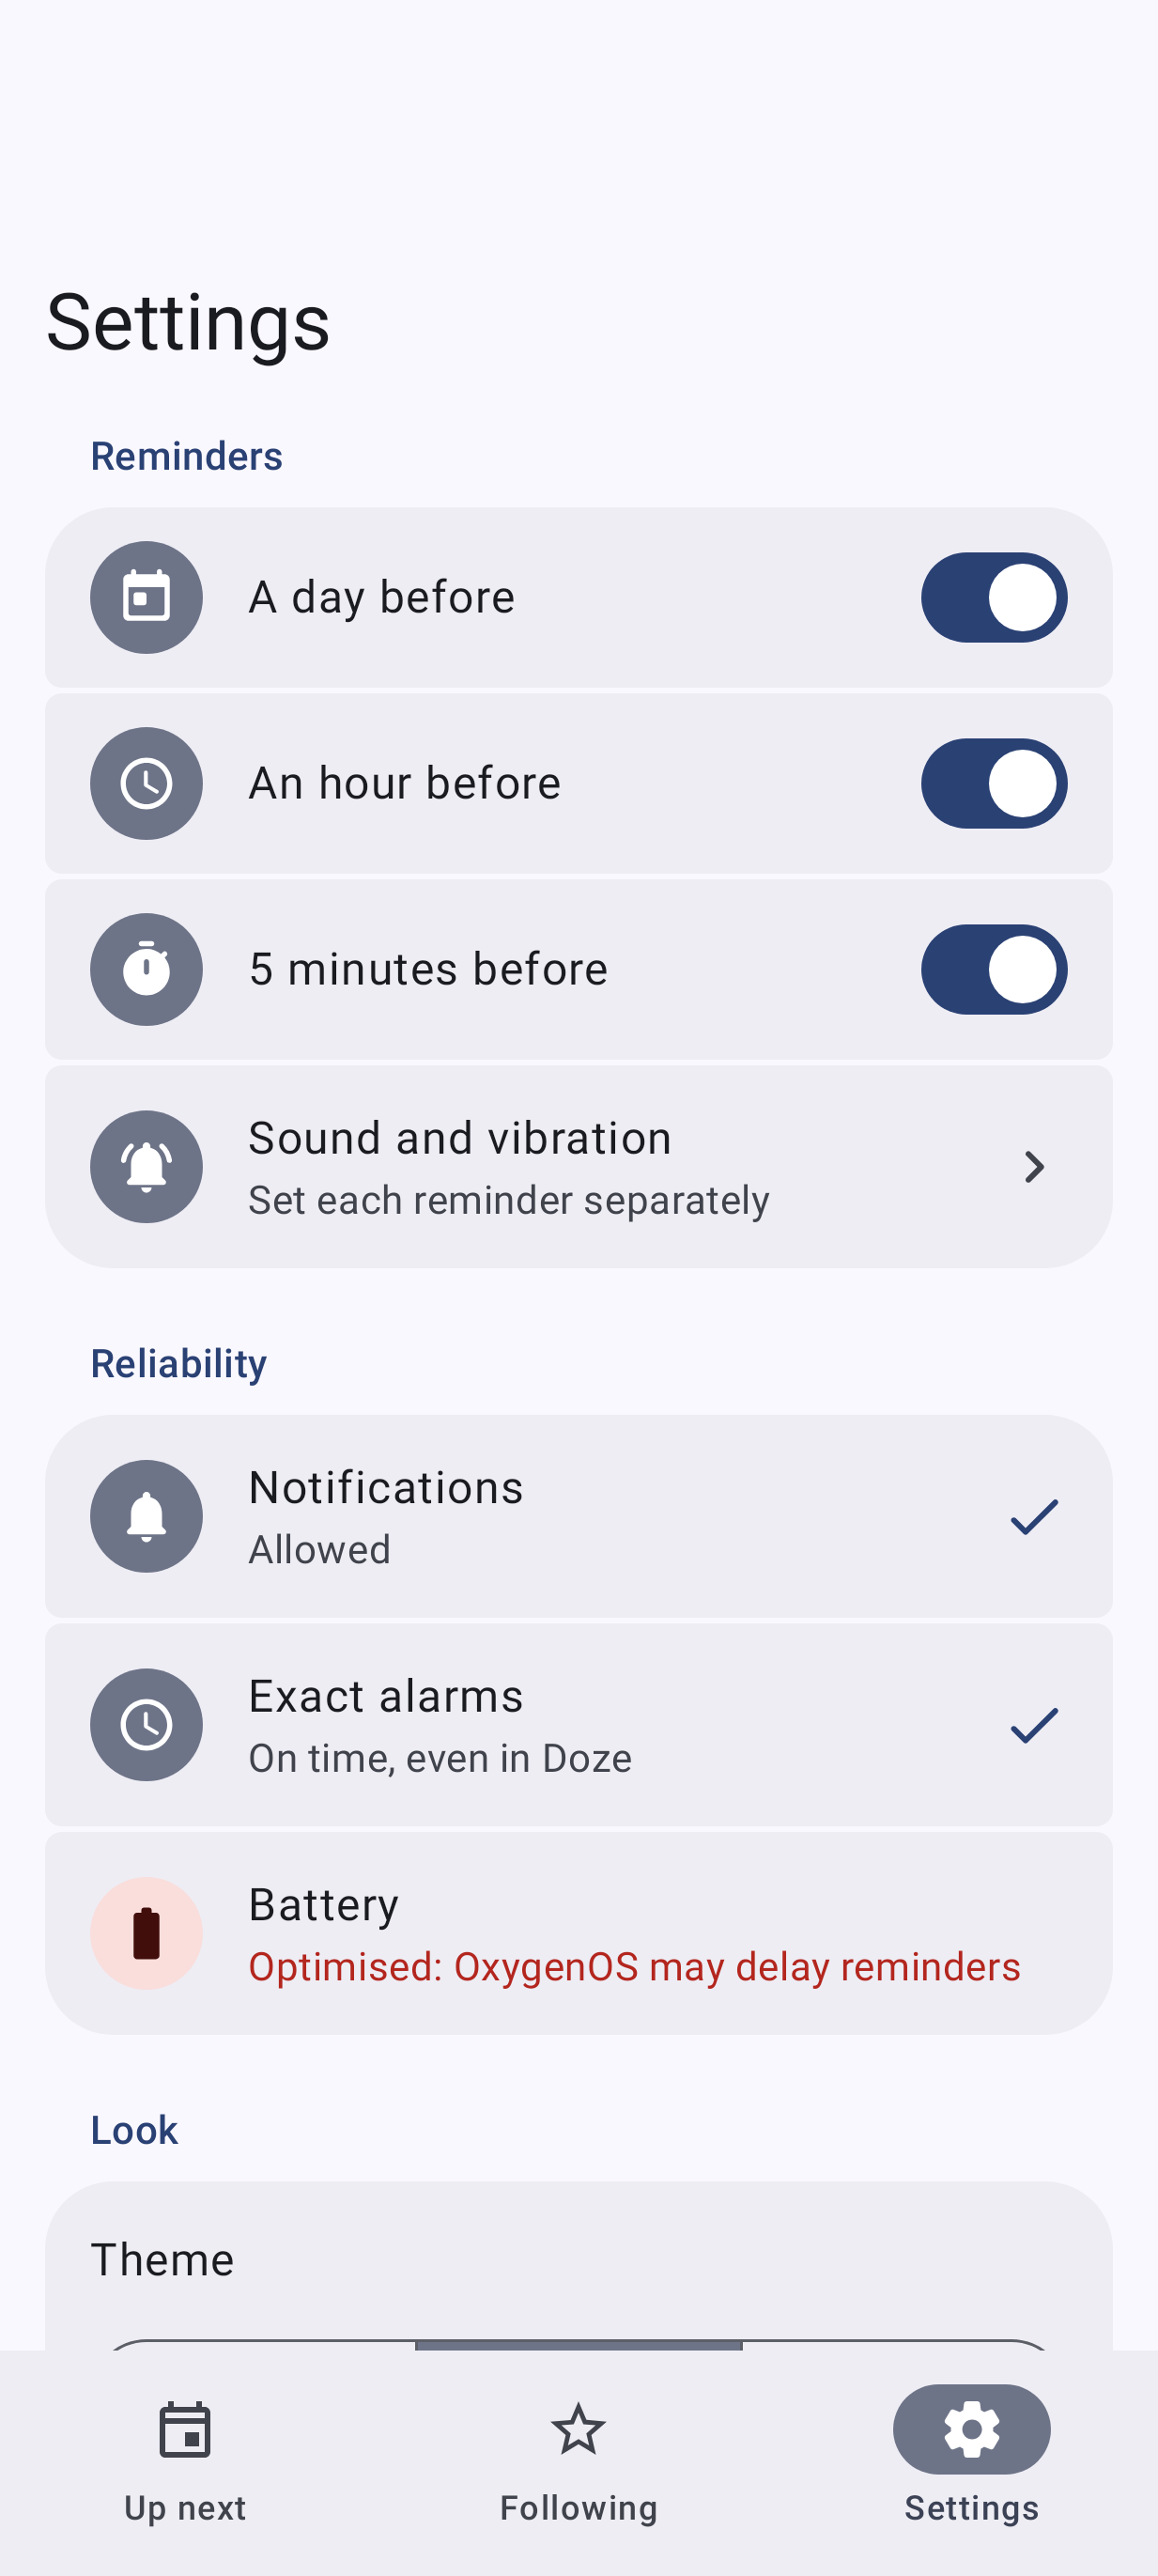 Settings
Reminders
A day before
An hour before
5 minutes before
Sound and vibration
Set each reminder separately
Reliability
Notifications
Allowed
Exact alarms
On time, even in Doze
Battery
Optimised: OxygenOS may delay reminders
Look
Theme
Up next
Following
Settings